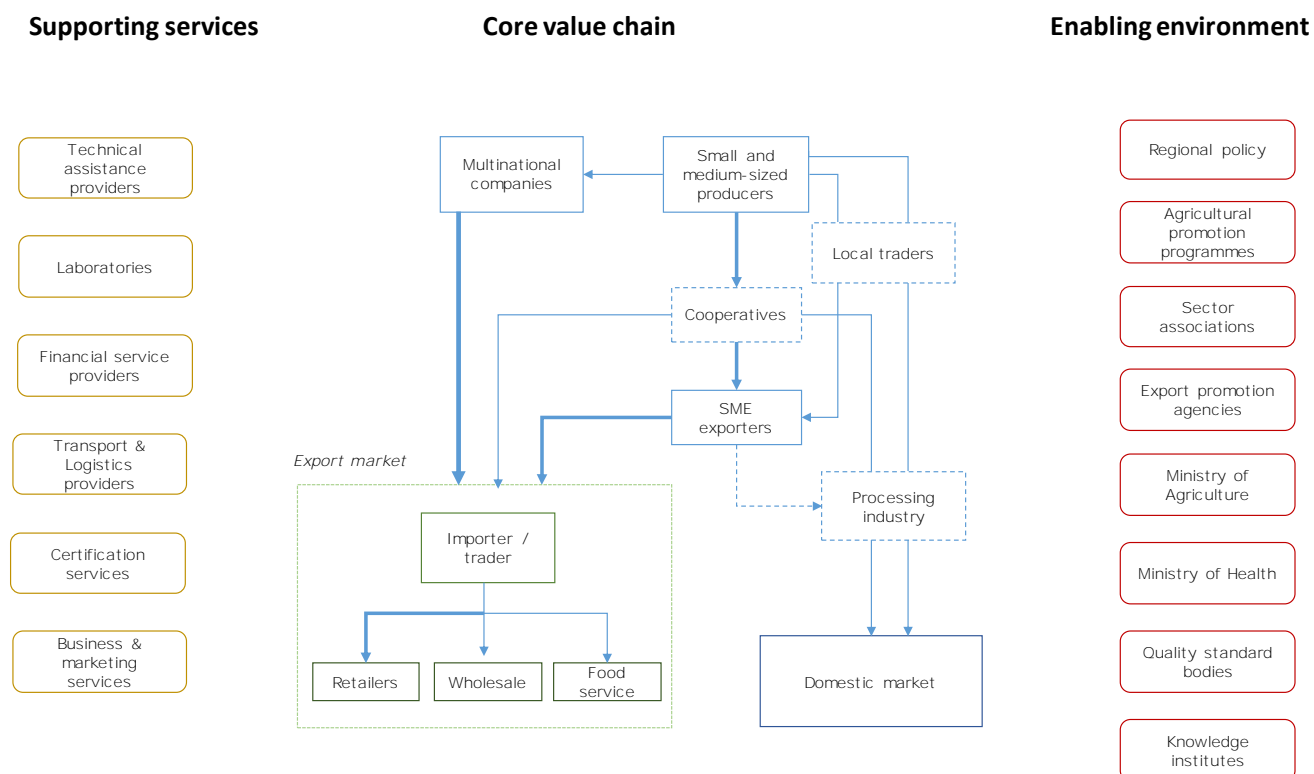 Supporting services
Core value chain
Enabling environment
Technical
assistance
providers
Laboratories
Financial service
providers
Transport &
Logistics
providers
Certification
services
Business &
marketing
services
Multinational
companies
Small and
medium-sized
producers
Local traders
Cooperatives
SME
exporters
Export market
Processing
industry
Importer /
trader
Retailers
Wholesale
Food
service
Domestic market
Regional policy
Agricultural
promotion
programmes
Sector
associations
Export promotion
agencies
Ministry of
Agriculture
Ministry of Health
Quality standard
bodies
Knowledge
institutes